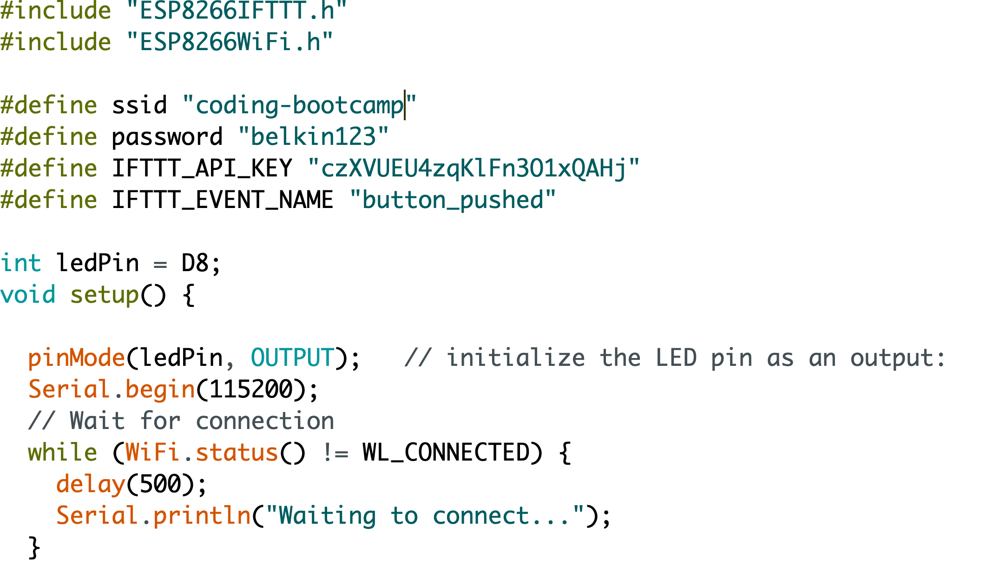 #include "ESP8266IFTTT.h"
#include "ESP8266WiFi.h"
#define ssid "coding-bootcamp"
#define password "belkin123"
#define IFTTT_API_KEY "czXVUEU4zqKlFn3O1xQAHj"
#define IFTTT_EVENT_NAME "button_pushed"
int ledPin = D8;
void setup() {
pinMode(ledPin, OUTPUT);   // initialize the LED pin as an output:
Serial.begin(115200);
// Wait for connection
while (WiFi.status() != WL_CONNECTED) {
delay(500);
Serial.println("Waiting to connect...");
}